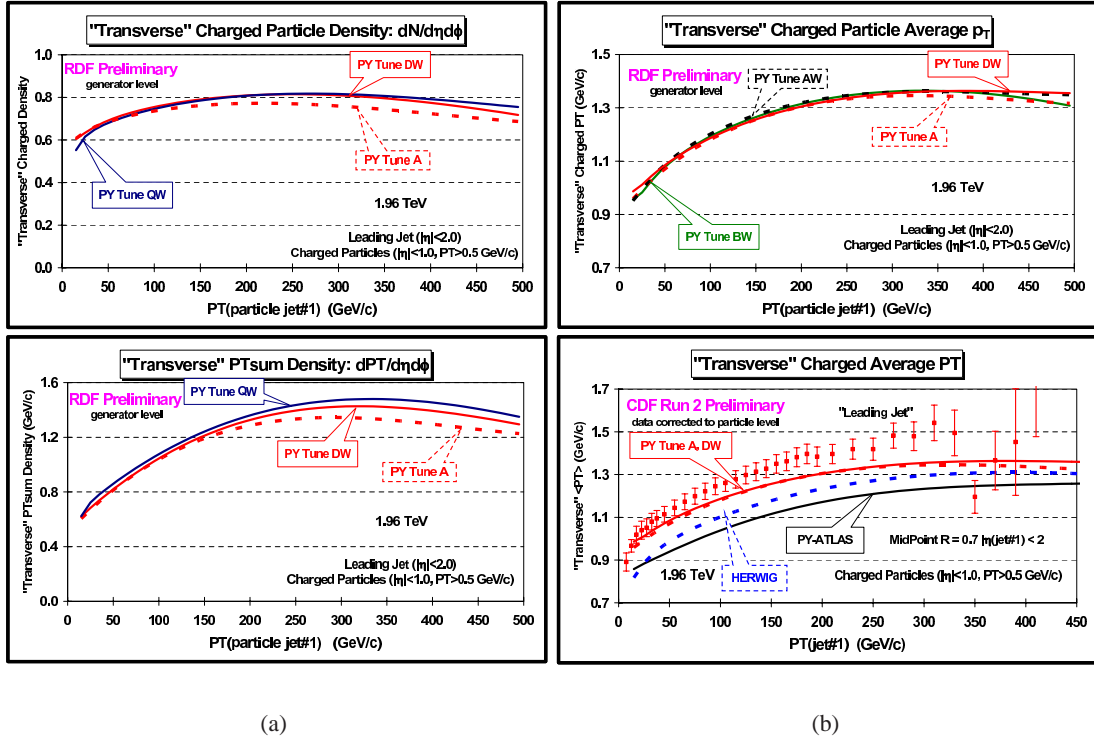 "Transverse" Charged Particle Density: dN/dηdϕ
RDF Preliminary
generator level
PY Tune DW
PY Tune A
PY Tune QW
1.96 TeV
Leading Jet (|η|<2.0)
Charged Particles (|η|<1.0, PT>0.5 GeV/c)
"Transverse" Charged Density
0.0
0.2
0.4
0.6
0.8
1.0
0 50 100 150 200 250 300 350 400 450 500
PT(particle jet#1) (GeV/c)
"Transverse" Charged Particle Average pT
RDF Preliminary
generator level
PY Tune AW
PY Tune DW
PY Tune A
PY Tune BW
1.96 TeV
Leading Jet (|η|<2.0)
Charged Particles (|η|<1.0, PT>0.5 GeV/c)
"Transverse" Charged PT (GeV/c)
0.7
0.9
1.1
1.3
1.5
0 50 100 150 200 250 300 350 400 450 500
PT(particle jet#1) (GeV/c)
"Transverse" PTsum Density: dPT/dηdϕ
RDF Preliminary
generator level
PY Tune QW
PY Tune DW
PY Tune A
1.96 TeV
Leading Jet (|η|<2.0)
Charged Particles (|η|<1.0, PT>0.5 GeV/c)
"Transverse" PTsum Density (GeV/c)
0.0
0.4
0.8
1.2
1.6
0 50 100 150 200 250 300 350 400 450 500
PT(particle jet#1) (GeV/c)
"Transverse" Charged Average PT
CDF Run 2 Preliminary
data corrected to particle level
"Leading Jet"
PY Tune A, DW
PY-ATLAS
HERWIG
MidPoint R = 0.7 |η(jet#1)| < 2
1.96 TeV
Charged Particles (|η|<1.0, PT>0.5 GeV/c)
"Transverse" <PT> (GeV/c)
0.7
0.9
1.1
1.3
1.5
1.7
0 50 100 150 200 250 300 350 400 450
PT(jet#1) (GeV/c)
(a)
(b)